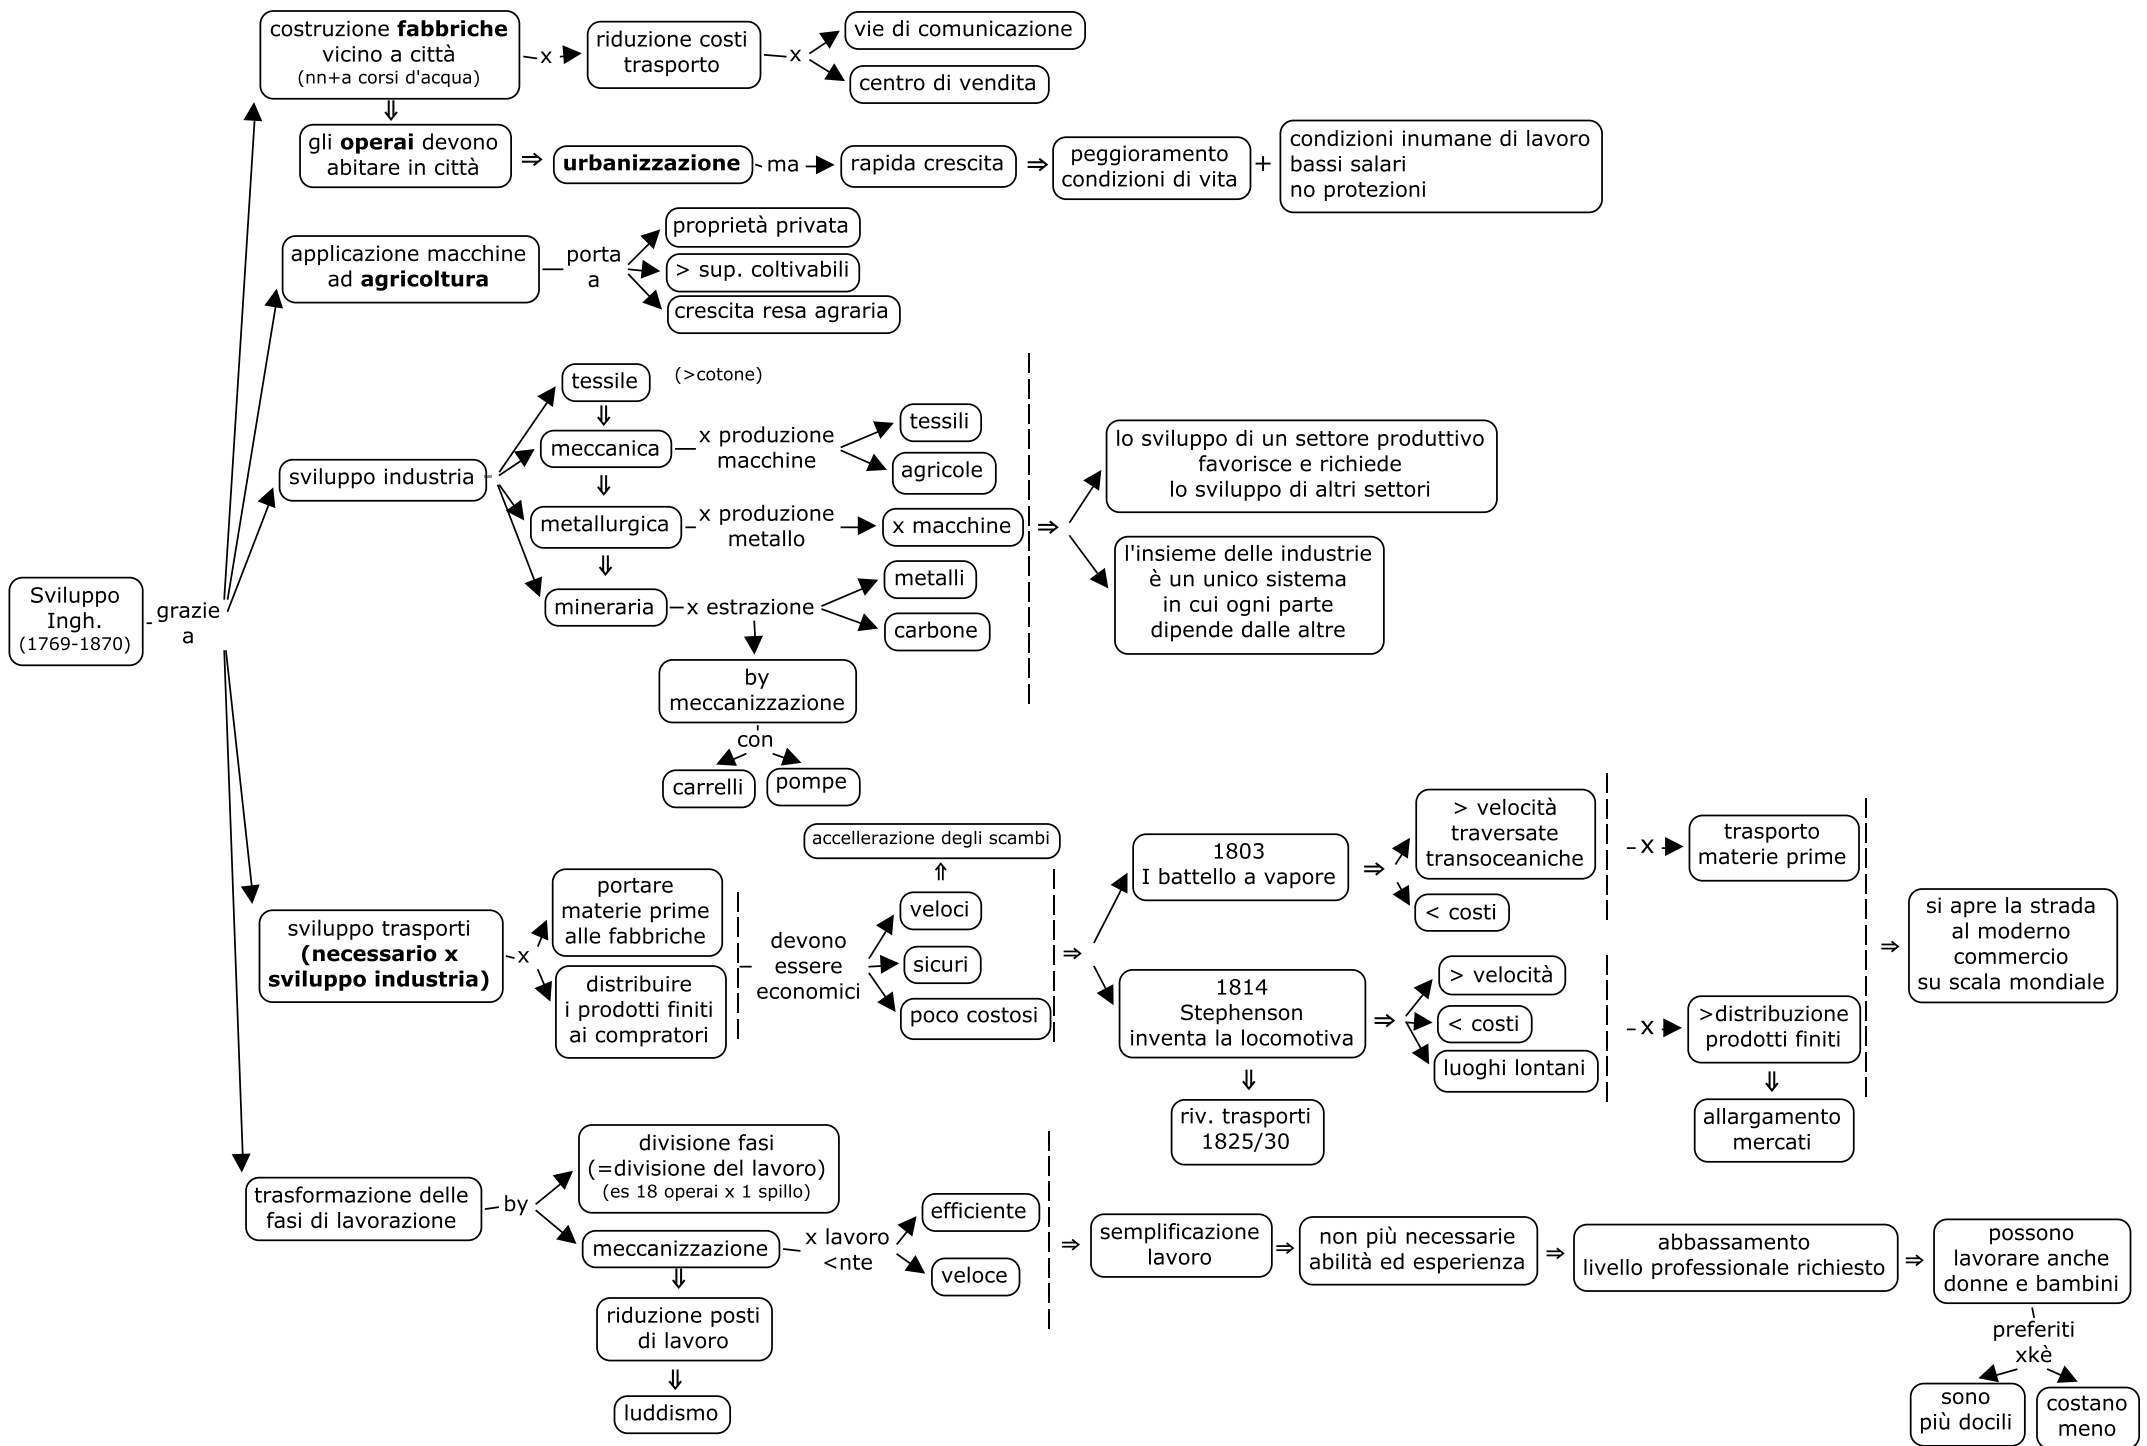 costruzione fabbriche
vicino a città
(nn+a corsi d'acqua)
x
riduzione costi
trasporto
x
vie di comunicazione
centro di vendita
⇓
gli operai devono
abitare in città
⇒
urbanizzazione
ma
rapida crescita
⇒
peggioramento
condizioni di vita
+
condizioni inumane di lavoro
bassi salari
no protezioni
applicazione macchine
ad agricoltura
porta
a
proprietà privata
> sup. coltivabili
crescita resa agraria
Sviluppo
Ingh.
(1769-1870)
grazie
a
sviluppo industria
tessile
(>cotone)
⇓
meccanica
x produzione
macchine
tessili
agricole
⇓
metallurgica
x produzione
metallo
x macchine
⇓
mineraria
x estrazione
metalli
carbone
by
meccanizzazione
con
carrelli
pompe
⇒
lo sviluppo di un settore produttivo
favorisce e richiede
lo sviluppo di altri settori
l'insieme delle industrie
è un unico sistema
in cui ogni parte
dipende dalle altre
sviluppo trasporti
(necessario x
sviluppo industria)
x
portare
materie prime
alle fabbriche
distribuire
i prodotti finiti
ai compratori
devono
essere
economici
accellerazione degli scambi
⇑
veloci
sicuri
poco costosi
⇒
1803
I battello a vapore
⇒
> velocità
traversate
transoceaniche
< costi
x
trasporto
materie prime
1814
Stephenson
inventa la locomotiva
⇒
> velocità
< costi
luoghi lontani
x
>distribuzione
prodotti finiti
⇓
allargamento
mercati
⇓
riv. trasporti
1825/30
⇒
si apre la strada
al moderno
commercio
su scala mondiale
trasformazione delle
fasi di lavorazione
by
divisione fasi
(=divisione del lavoro)
(es 18 operai x 1 spillo)
meccanizzazione
x lavoro
<nte
efficiente
veloce
⇓
riduzione posti
di lavoro
⇓
luddismo
⇒
semplificazione
lavoro
⇒
non più necessarie
abilità ed esperienza
⇒
abbassamento
livello professionale richiesto
⇒
possono
lavorare anche
donne e bambini
preferiti
xkè
sono
più docili
costano
meno